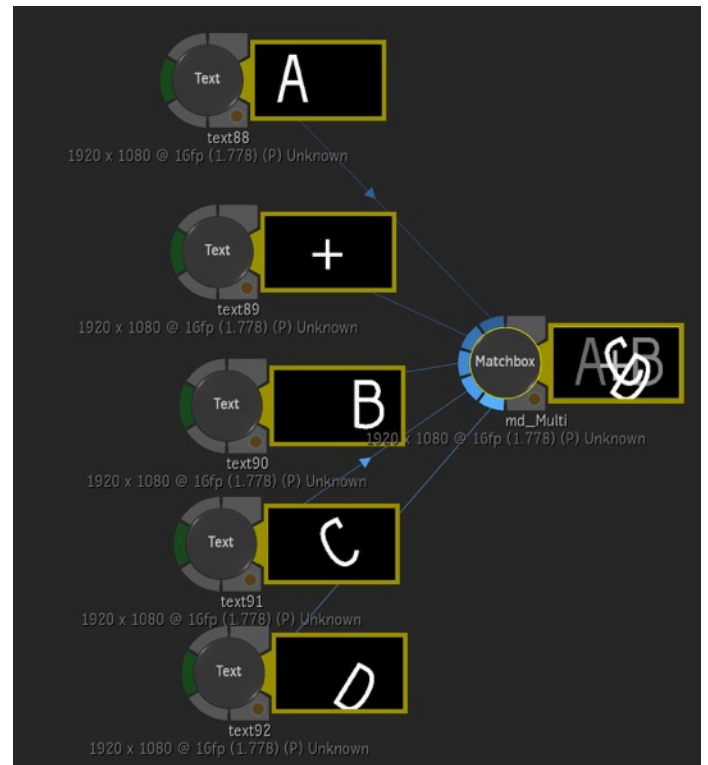 Text
A
text88
1920 x 1080 @ 16fp (1.778) (P) Unknown
Text
+
text89
1920 x 1080 @ 16fp (1.778) (P) Unknown
Matchbox
A+B
C
D
md_Multi
1920 x 1080 @ 16fp (1.778) (P) Unknown
Text
B
text90
1920 x 1080 @ 16fp (1.778) (P) Unknown
Text
C
text91
1920 x 1080 @ 16fp (1.778) (P) Unknown
Text
D
text92
1920 x 1080 @ 16fp (1.778) (P) Unknown